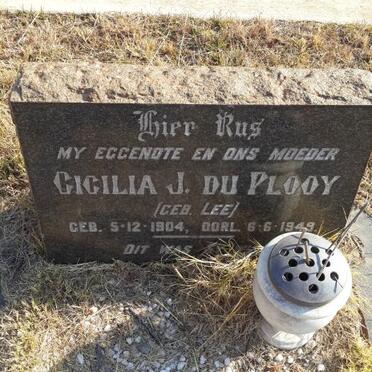 Hier Rus
MY EGGENOTE EN ONS MOEDER
CICILIA J. DU PLOOY
(GEB. LEE)
GEB. 5-12-1904, OORL. 6-6-1949
DIT WAS